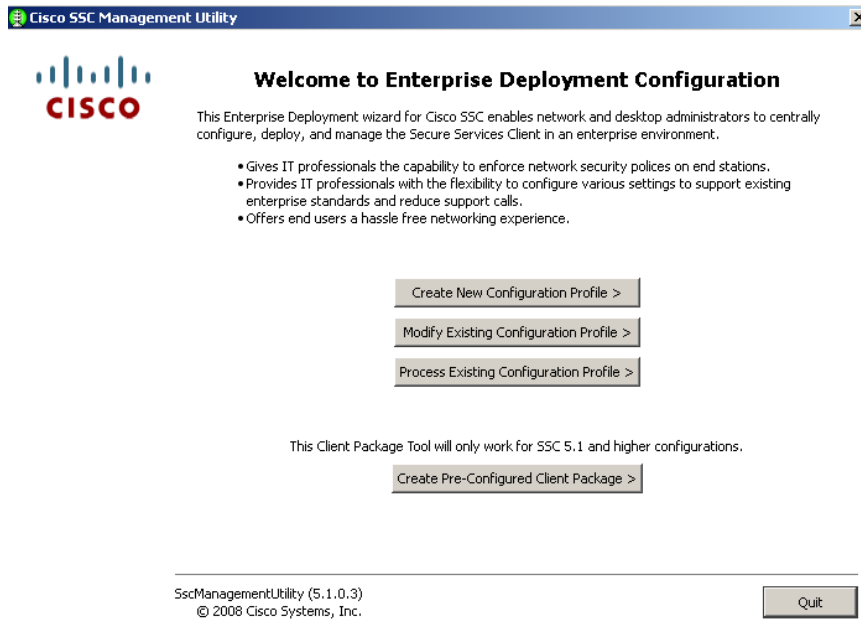 Cisco SSC Management Utility
CISCO
Welcome to Enterprise Deployment Configuration
This Enterprise Deployment wizard for Cisco SSC enables network and desktop administrators to centrally
configure, deploy, and manage the Secure Services Client in an enterprise environment.
• Gives IT professionals the capability to enforce network security polices on end stations.
• Provides IT professionals with the flexibility to configure various settings to support existing
enterprise standards and reduce support calls.
• Offers end users a hassle free networking experience.
Create New Configuration Profile >
Modify Existing Configuration Profile >
Process Existing Configuration Profile >
This Client Package Tool will only work for SSC 5.1 and higher configurations.
Create Pre-Configured Client Package >
SscManagementUtility (5.1.0.3)
© 2008 Cisco Systems, Inc.
Quit